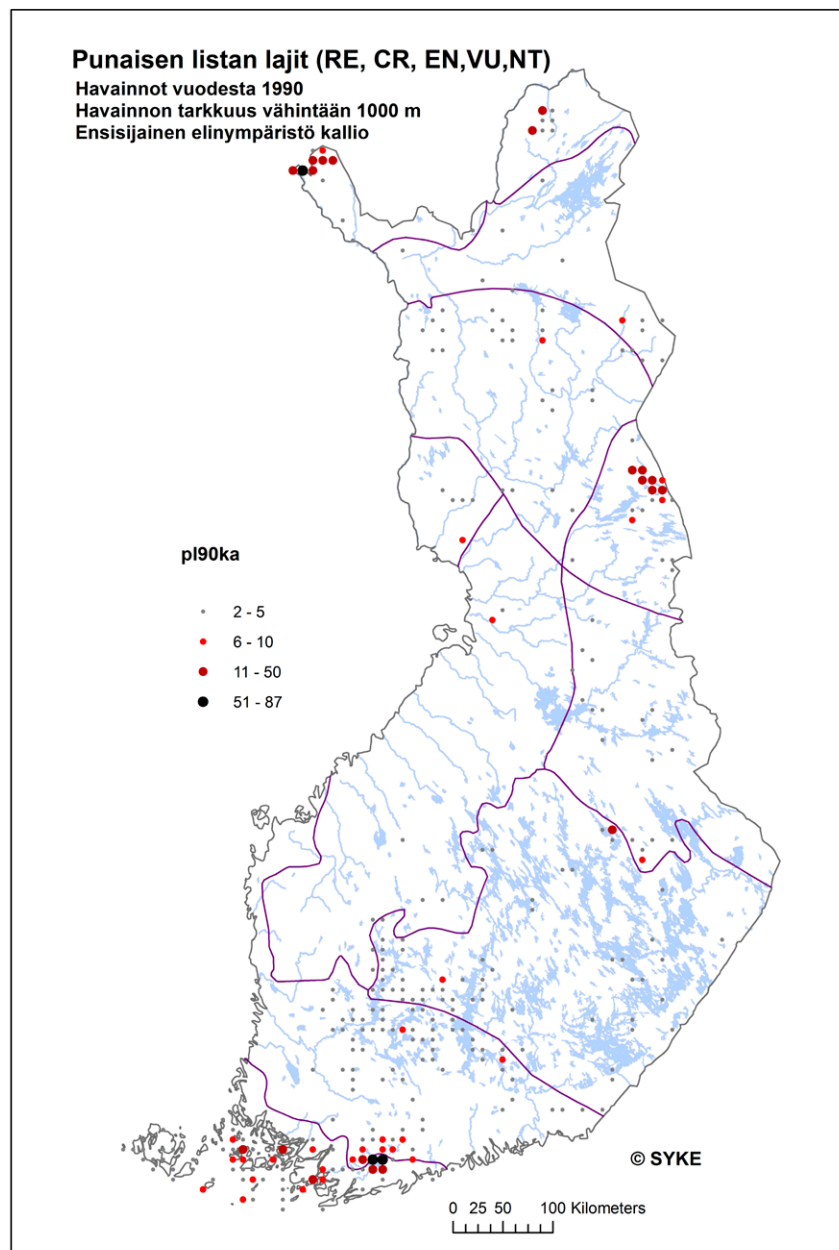 Punaisen listan lajit (RE, CR, EN,VU,NT)
Havainnot vuodesta 1990
Havainnon tarkkuus vähintään 1000 m
Ensisijainen elinympäristö kallio
pl90ka
2 - 5
6 - 10
11 - 50
51 - 87
© SYKE
0 25 50 100 Kilometers